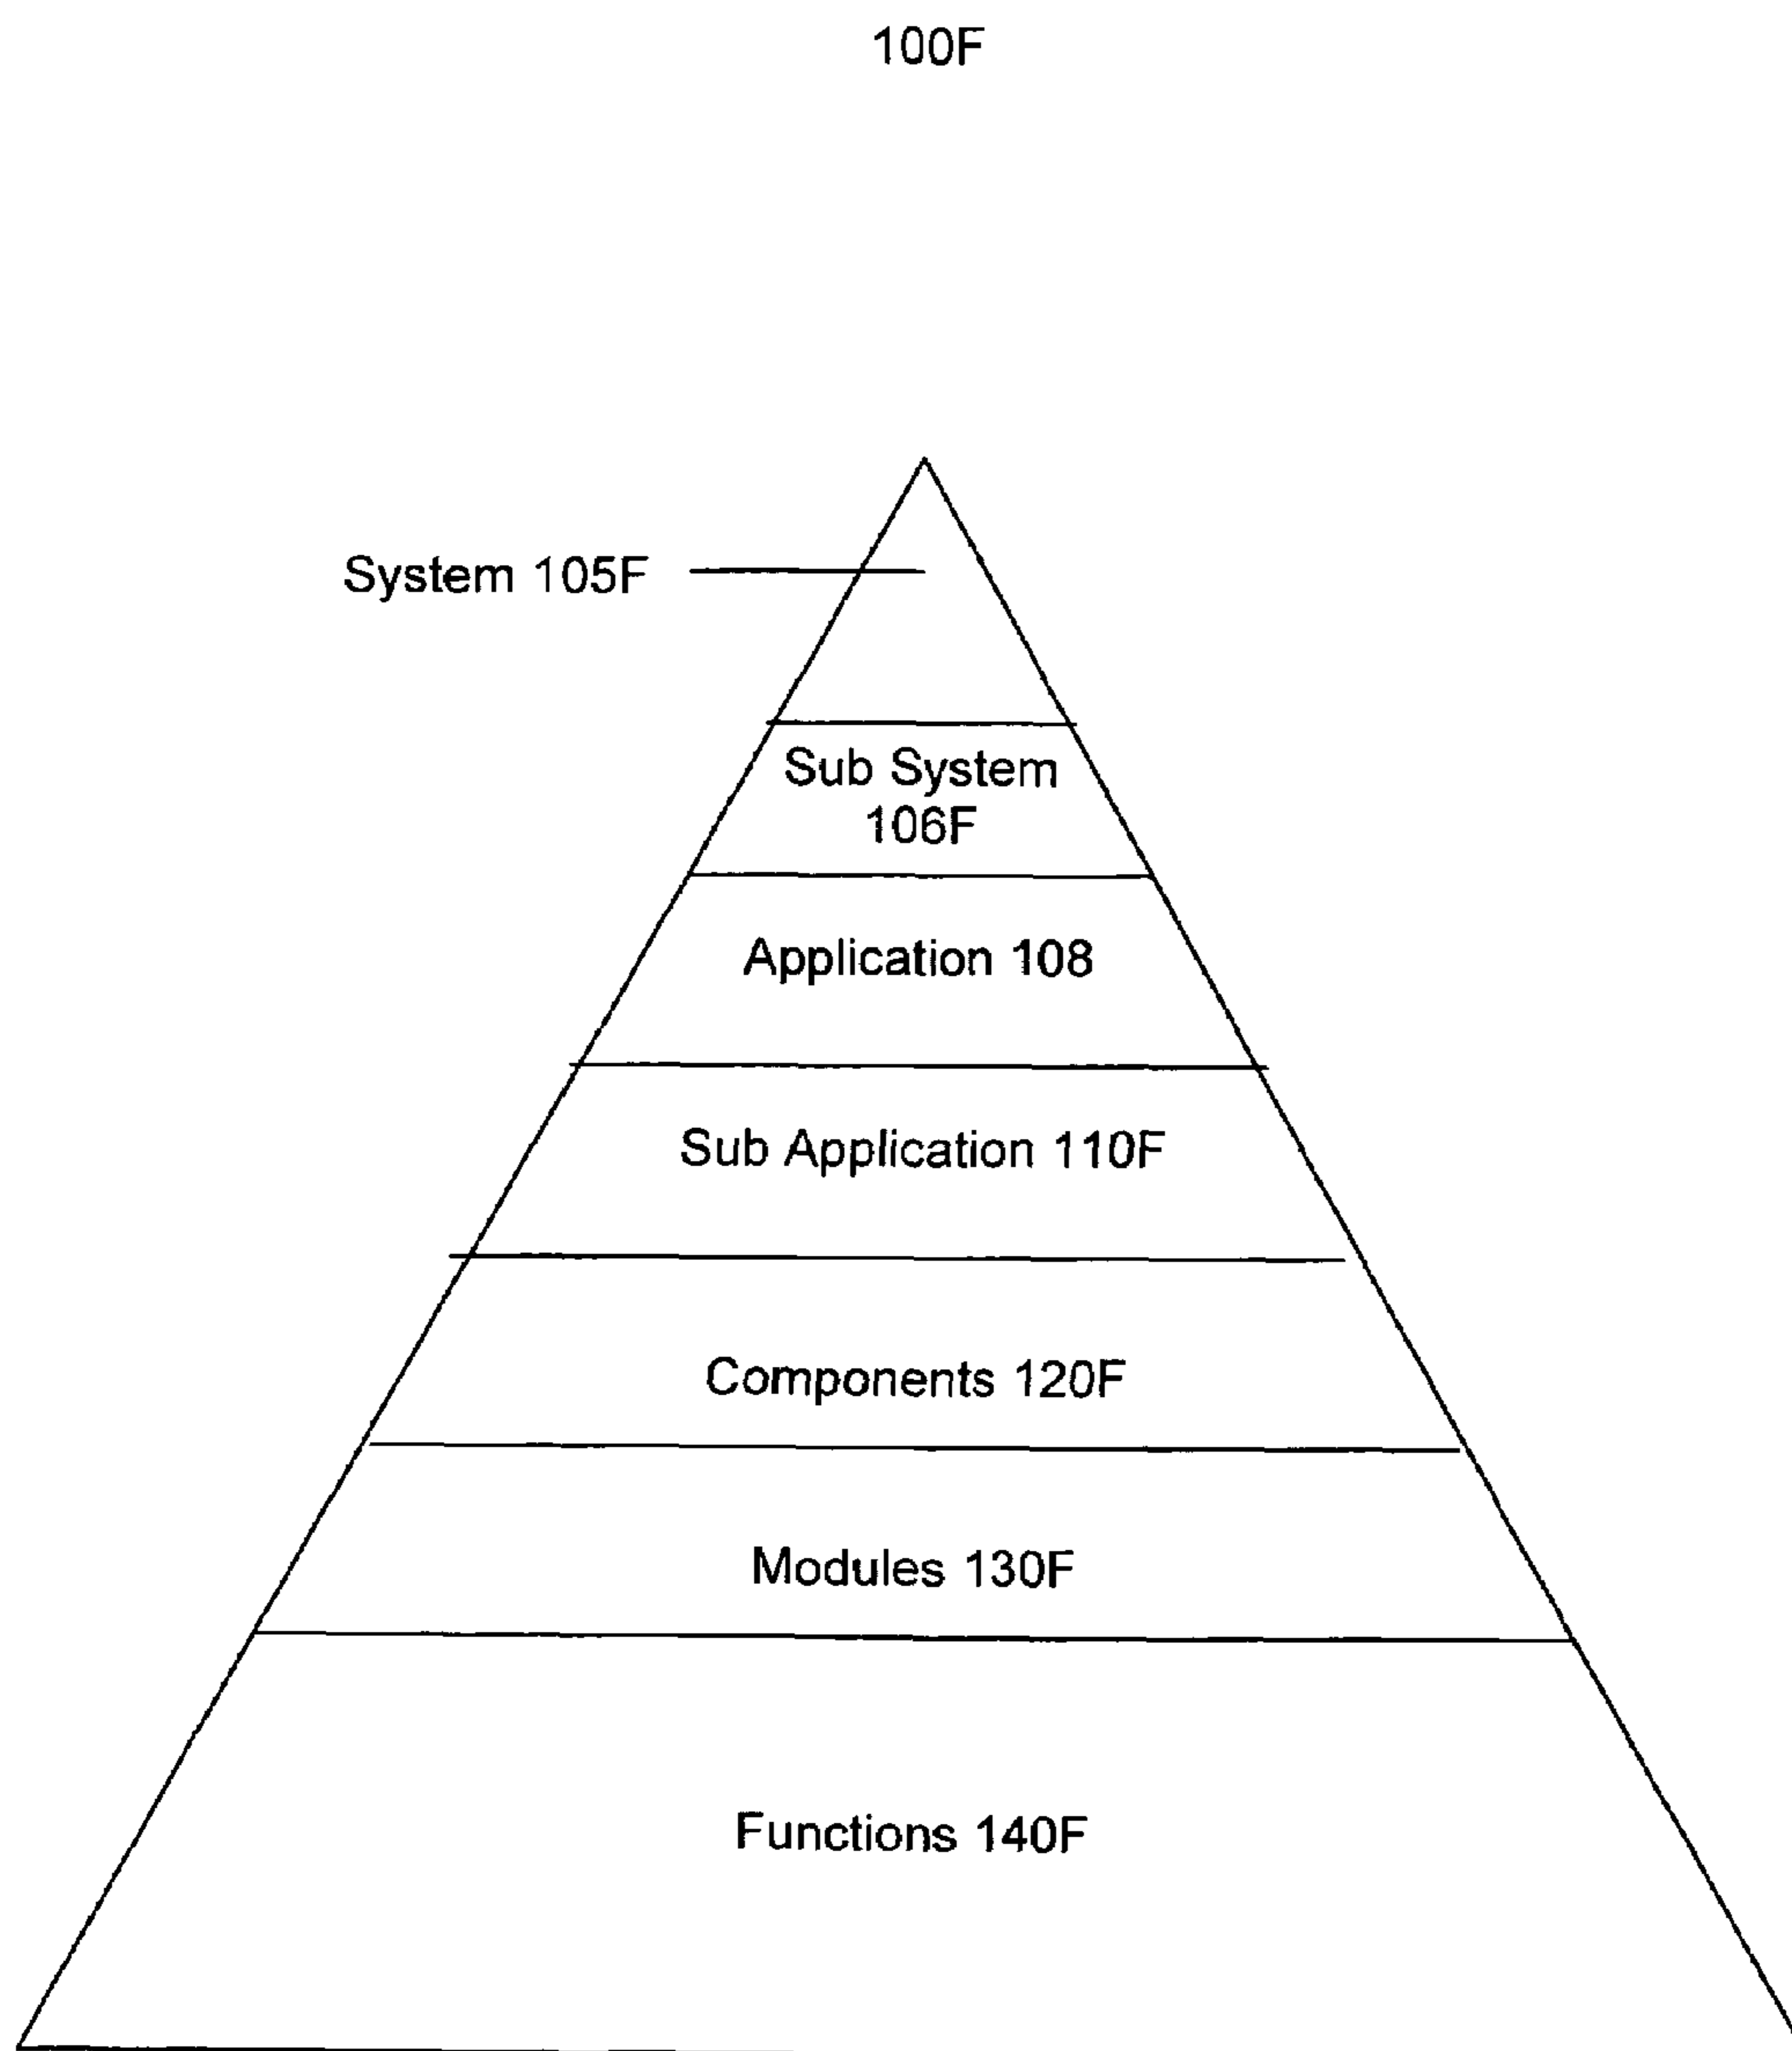 100F
System 105F
Sub System
106F
Application 108
Sub Application 110F
Components 120F
Modules 130F
Functions 140F